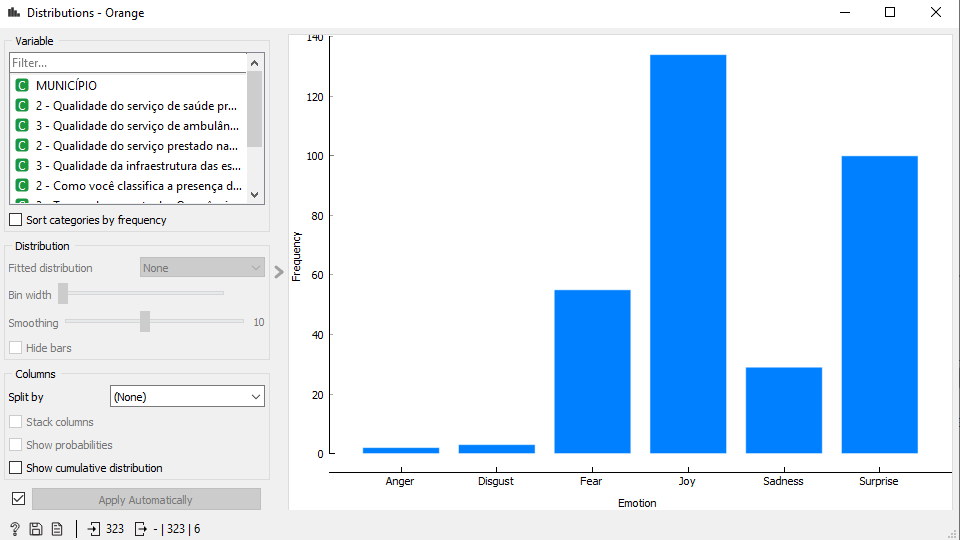 Distributions - Orange
Variable
Filter...
C MUNICÍPIO
C 2 - Qualidade do serviço de saúde pr...
C 3 - Qualidade do serviço de ambulân...
C 2 - Qualidade do serviço prestado na...
C 3 - Qualidade da infraestrutura das es...
C 2 - Como você classifica a presença d...
Sort categories by frequency
Distribution
Fitted distribution None
Bin width
Smoothing 10
Hide bars
Columns
Split by (None)
Stack columns
Show probabilities
Show cumulative distribution
Apply Automatically
? 323 - | 323 | 6
Frequency
140
120
100
80
60
40
20
0
Anger Disgust Fear Joy Sadness Surprise
Emotion